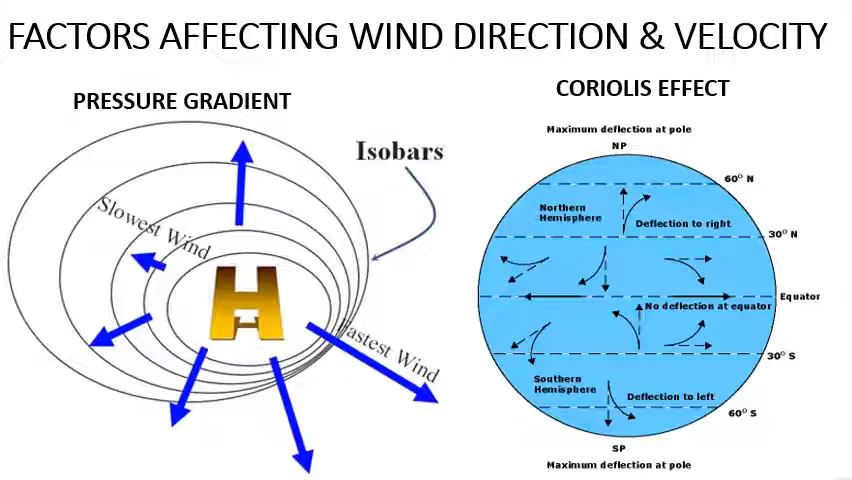 FACTORS AFFECTING WIND DIRECTION & VELOCITY
PRESSURE GRADIENT
Isobars
Slowest Wind
H
Fastest Wind
CORIOLIS EFFECT
Maximum deflection at pole
NP
60° N
Northern
Hemisphere
Deflection to right
30° N
Equator
No deflection at equator
30° S
Southern
Hemisphere
Deflection to left
60° S
SP
Maximum deflection at pole